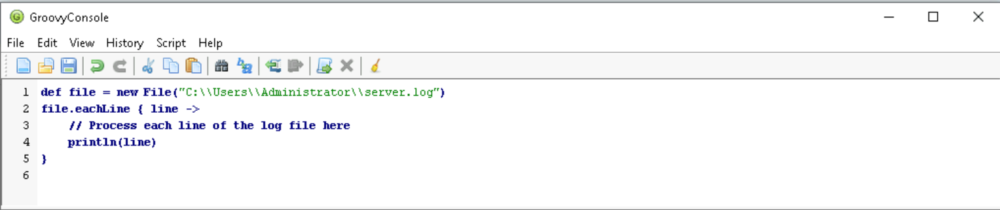 GroovyConsole
File Edit View History Script Help
1 def file = new File("C:\\Users\\Administrator\\server.log")
2 file.eachLine { line ->
3     // Process each line of the log file here
4     println(line)
5 }
6